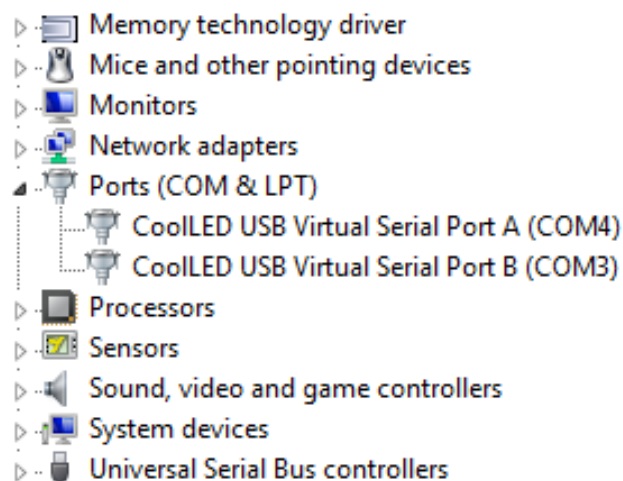 Memory technology driver
Mice and other pointing devices
Monitors
Network adapters
Ports (COM & LPT)
CoolLED USB Virtual Serial Port A (COM4)
CoolLED USB Virtual Serial Port B (COM3)
Processors
Sensors
Sound, video and game controllers
System devices
Universal Serial Bus controllers